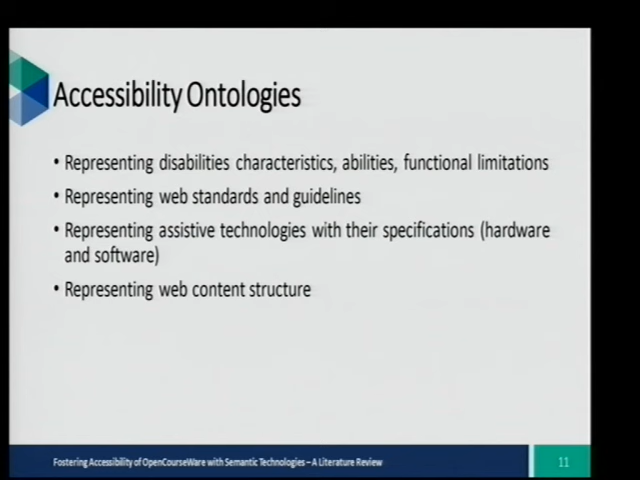 Accessibility Ontologies
• Representing disabilities characteristics, abilities, functional limitations
• Representing web standards and guidelines
• Representing assistive technologies with their specifications (hardware
and software)
• Representing web content structure
Fostering Accessibility of OpenCourseWare with Semantic Technologies – A Literature Review
11